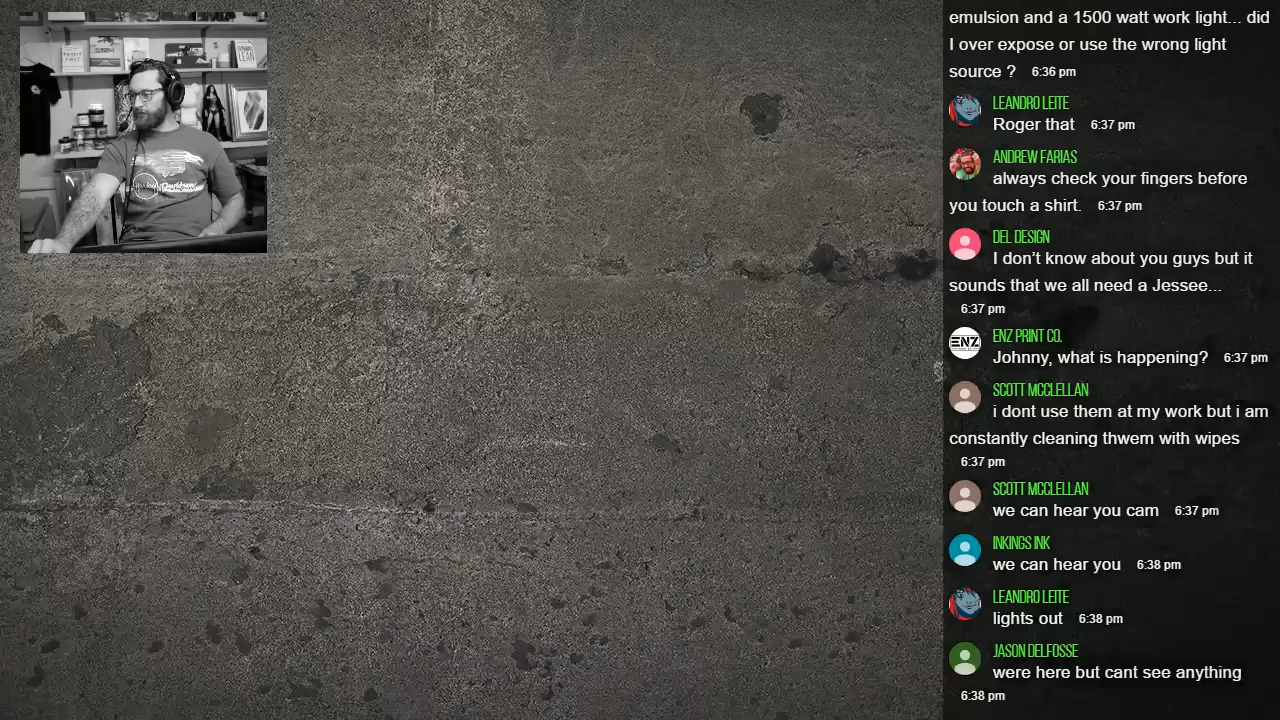 emulsion and a 1500 watt work light... did
I over expose or use the wrong light
source ? 6:36 pm
LEANDRO LEITE
Roger that 6:37 pm
ANDREW FARIAS
always check your fingers before
you touch a shirt. 6:37 pm
DEL DESIGN
I don’t know about you guys but it
sounds that we all need a Jessee...
6:37 pm
ENZ PRINT CO.
ENZ
Johnny, what is happening? 6:37 pm
SCOTT MCCLELLAN
i dont use them at my work but i am
constantly cleaning thwem with wipes
6:37 pm
SCOTT MCCLELLAN
we can hear you cam 6:37 pm
INKINGS INK
we can hear you 6:38 pm
LEANDRO LEITE
lights out 6:38 pm
JASON DELFOSSE
were here but cant see anything
6:38 pm